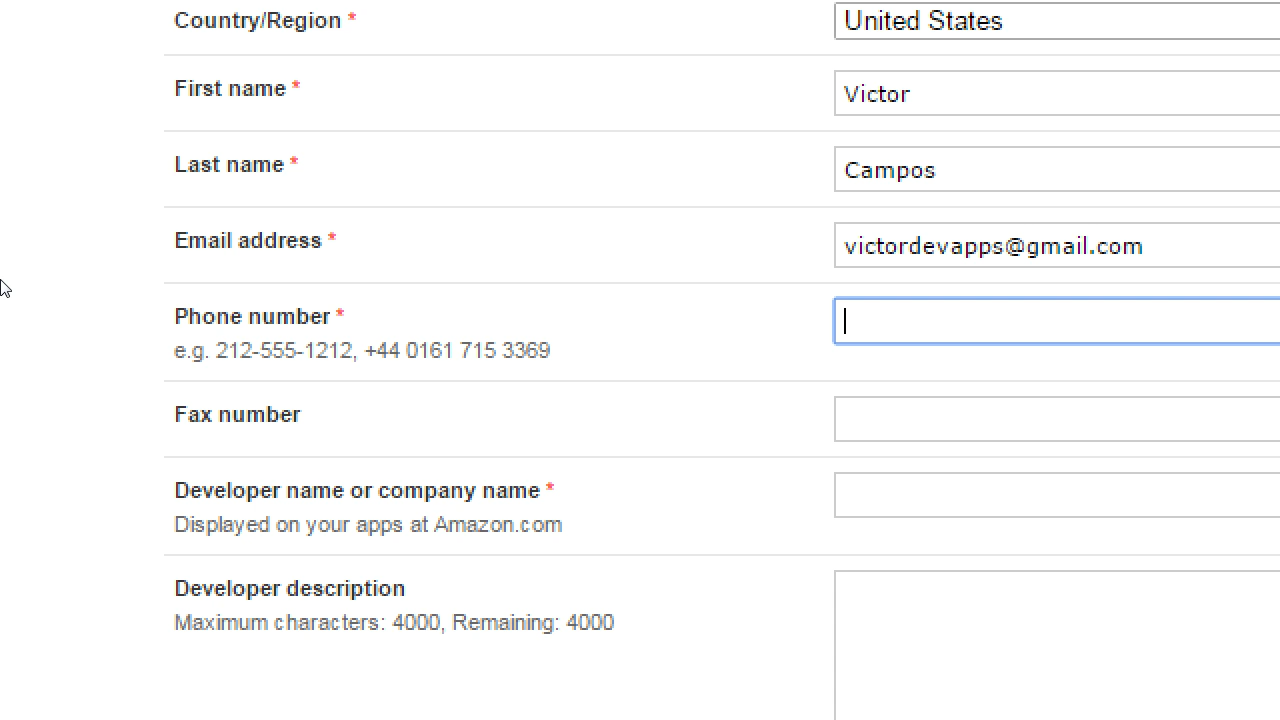 Country/Region * United States
First name * Victor
Last name * Campos
Email address * victordevapps@gmail.com
Phone number *
e.g. 212-555-1212, +44 0161 715 3369
Fax number
Developer name or company name *
Displayed on your apps at Amazon.com
Developer description
Maximum characters: 4000, Remaining: 4000